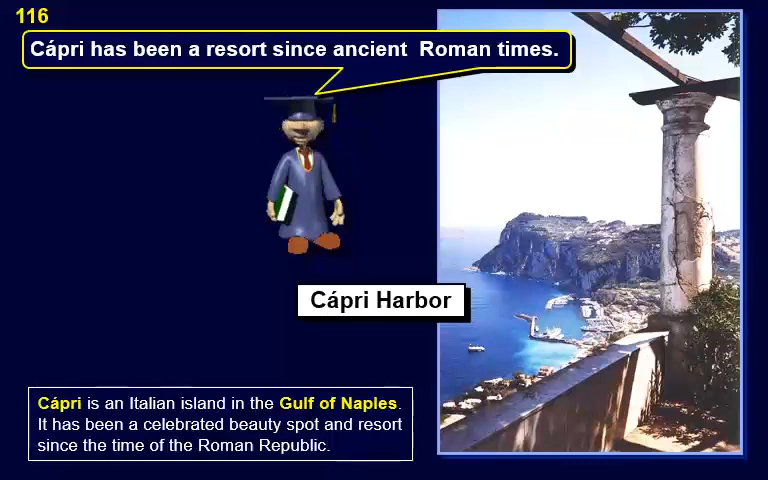 116
Cápri has been a resort since ancient Roman times.
Cápri Harbor
Cápri is an Italian island in the Gulf of Naples.
It has been a celebrated beauty spot and resort
since the time of the Roman Republic.